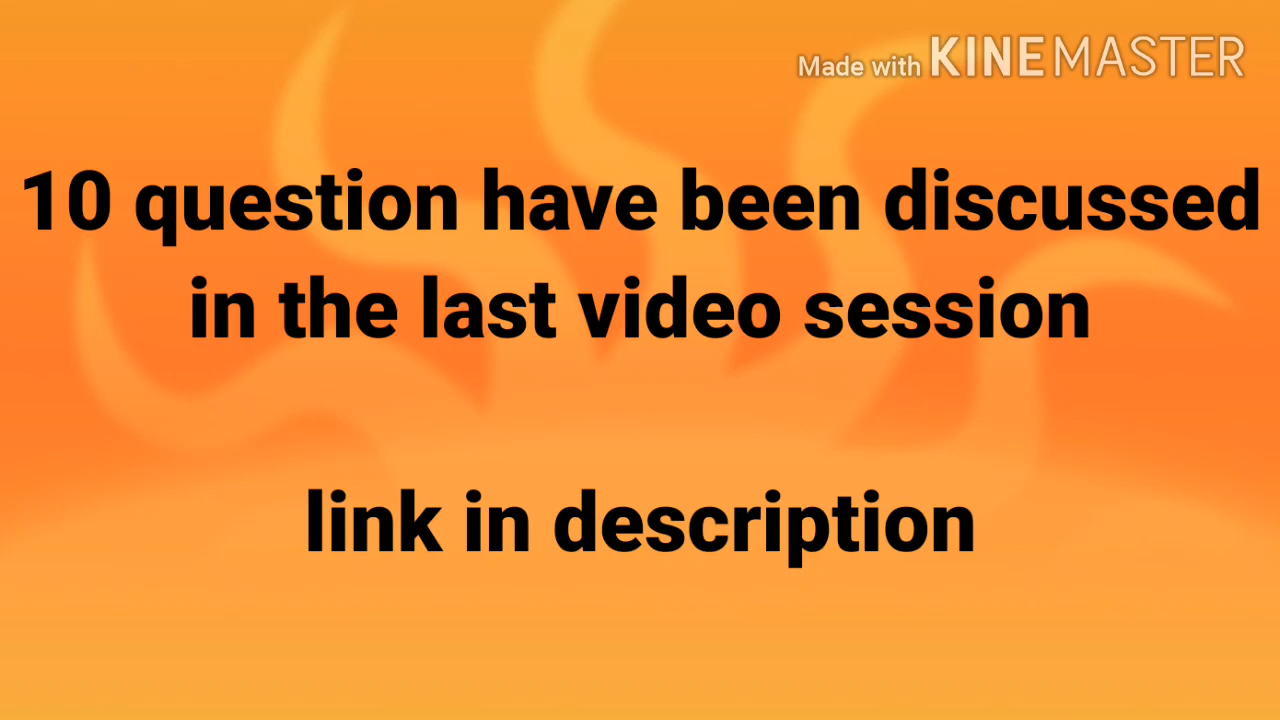 Made with KINEMASTER
10 question have been discussed
in the last video session
link in description